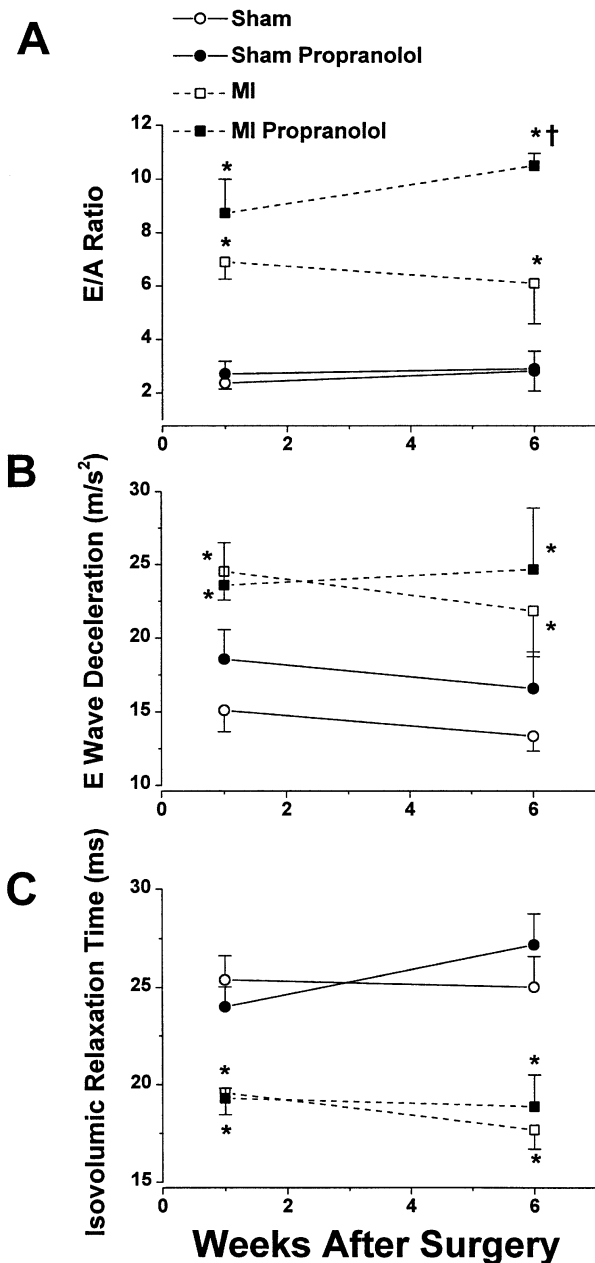 A
Sham
Sham Propranolol
MI
MI Propranolol
E/A Ratio
12
10
8
6
4
2
* * * * †
0 2 4 6
B
E Wave Deceleration (m/s²)
30
25
20
15
10
* * * *
0 2 4 6
C
Isovolumic Relaxation Time (ms)
30
25
20
15
* * * *
0 2 4 6
Weeks After Surgery